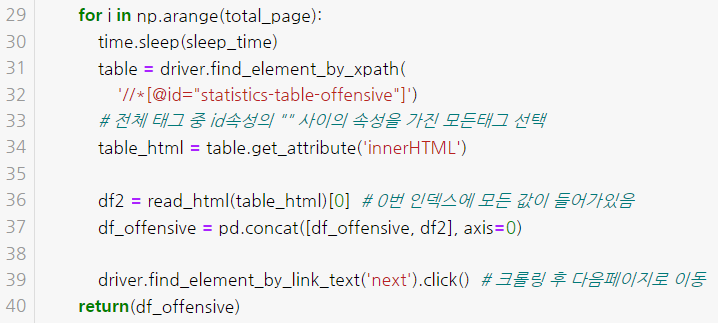 29 for i in np.arange(total_page):
30 time.sleep(sleep_time)
31 table = driver.find_element_by_xpath(
32 '//*[@id="statistics-table-offensive"]')
33 # 전체 태그 중 id속성의 "" 사이의 속성을 가진 모든태그 선택
34 table_html = table.get_attribute('innerHTML')
35
36 df2 = read_html(table_html)[0] # 0번 인덱스에 모든 값이 들어가있음
37 df_offensive = pd.concat([df_offensive, df2], axis=0)
38
39 driver.find_element_by_link_text('next').click() # 크롤링 후 다음페이지로 이동
40 return(df_offensive)